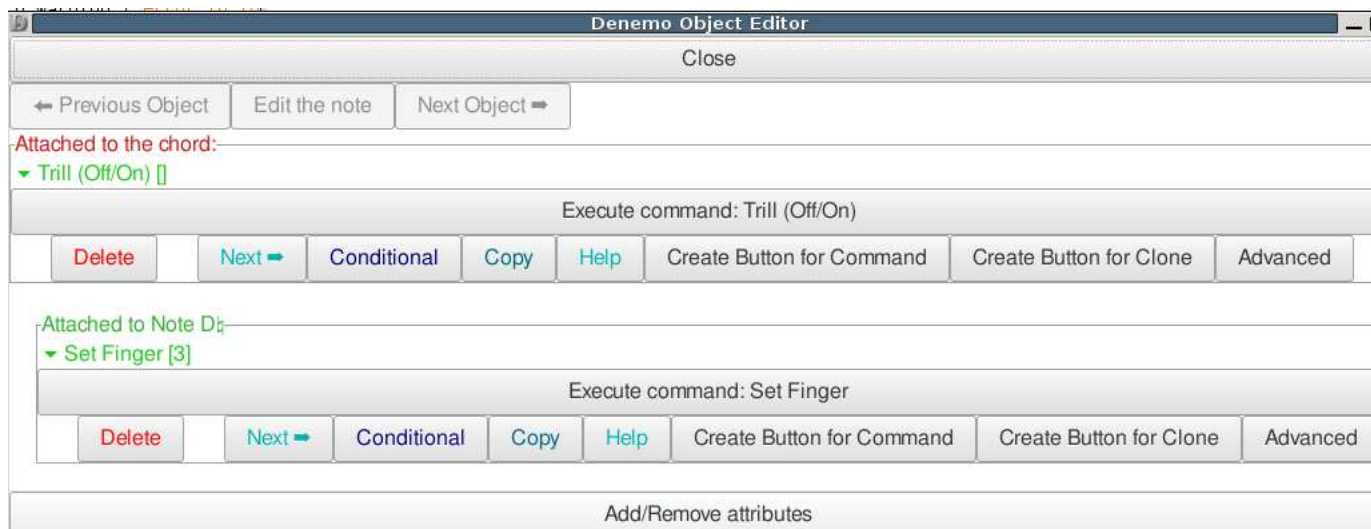 Denemo Object Editor
Close
⬅ Previous Object Edit the note Next Object ➡
Attached to the chord:
Trill (Off/On) []
Execute command: Trill (Off/On)
Delete Next ➡ Conditional Copy Help Create Button for Command Create Button for Clone Advanced
Attached to Note D♮
Set Finger [3]
Execute command: Set Finger
Delete Next ➡ Conditional Copy Help Create Button for Command Create Button for Clone Advanced
Add/Remove attributes